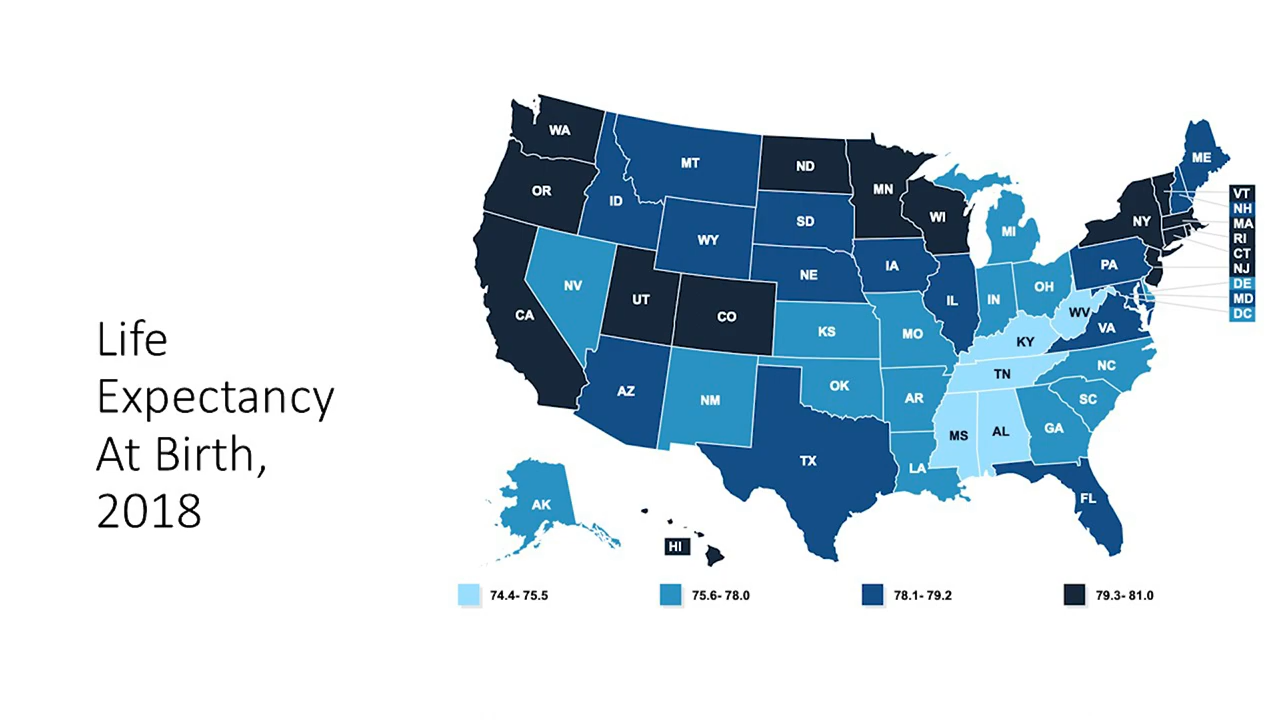 Life
Expectancy
At Birth,
2018
WA
OR
CA
ID
NV
MT
WY
UT
AZ
CO
NM
ND
SD
NE
KS
OK
TX
MN
IA
MO
AR
LA
WI
IL
MI
IN
OH
KY
TN
MS
AL
GA
FL
SC
NC
VA
WV
PA
NY
ME
VT
NH
MA
RI
CT
NJ
DE
MD
DC
AK
HI
74.4- 75.5
75.6- 78.0
78.1- 79.2
79.3- 81.0